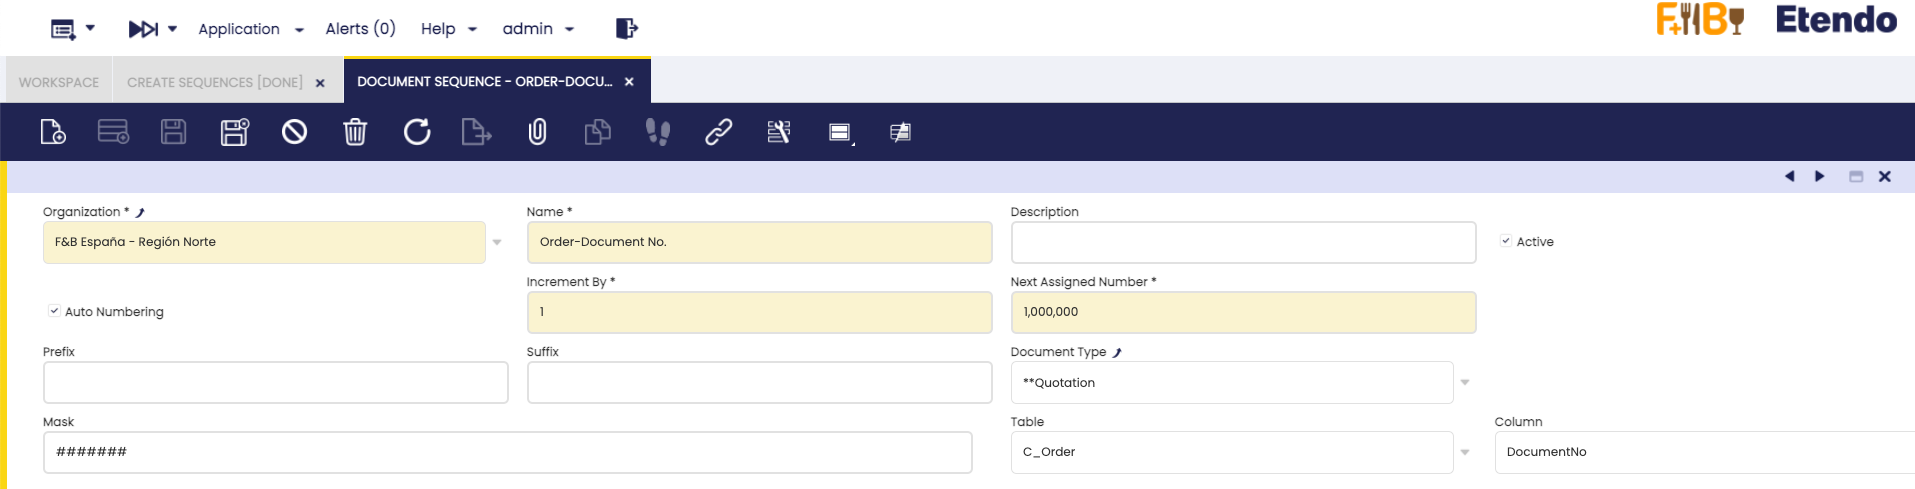 Application Alerts (0) Help admin F&B Etendo
WORKSPACE CREATE SEQUENCES [DONE] DOCUMENT SEQUENCE - ORDER-DOCU...
Organization * Name * Description
F&B España - Región Norte Order-Document No. Active
Increment By * Next Assigned Number *
Auto Numbering 1 1,000,000
Prefix Suffix Document Type
**Quotation
Mask Table Column
####### C_Order DocumentNo